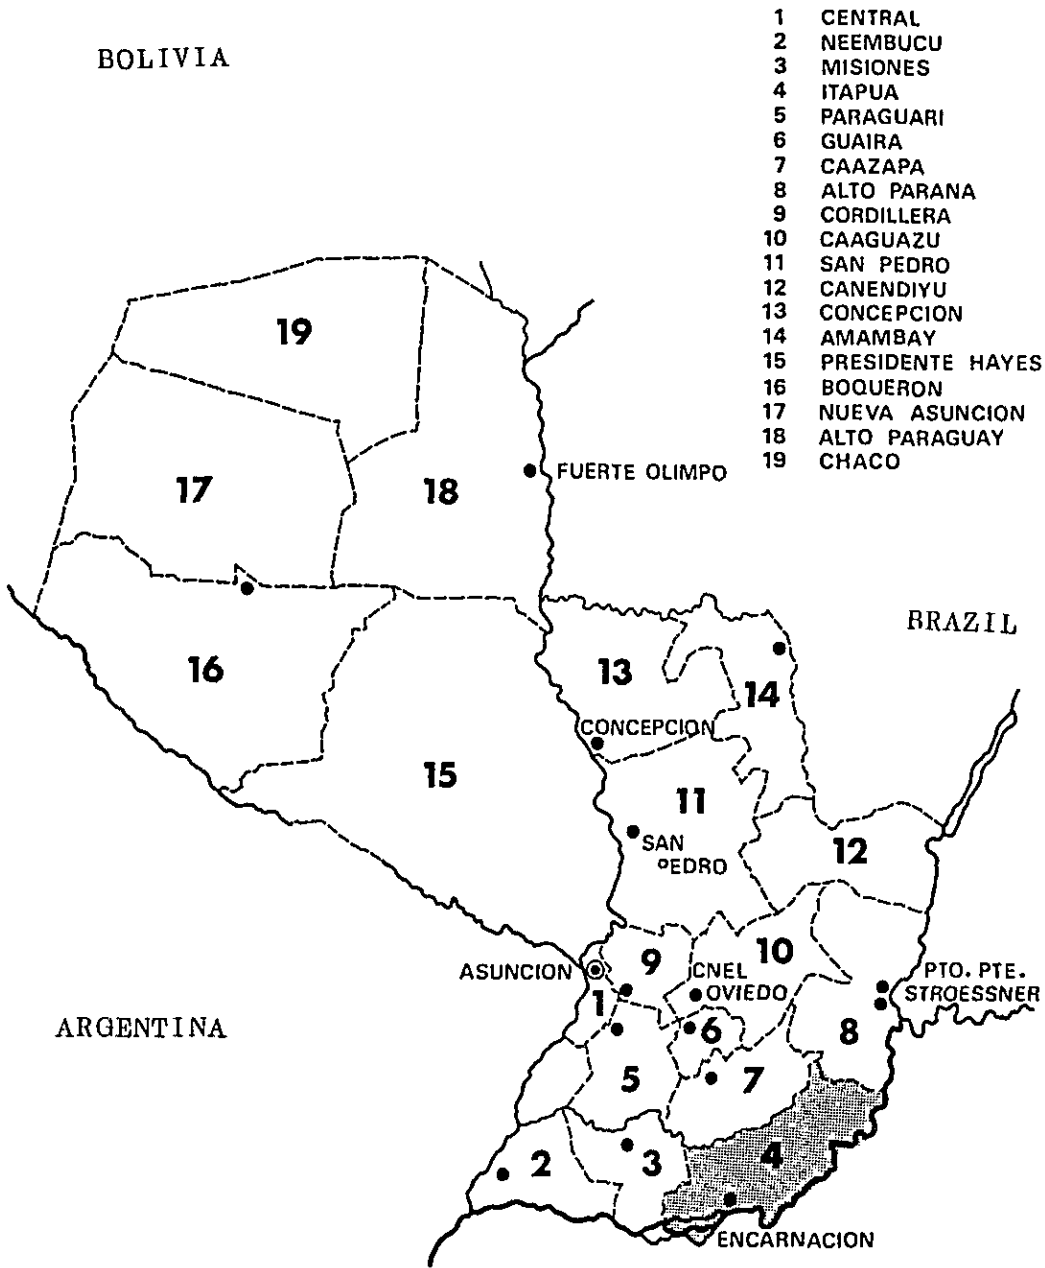 1 CENTRAL
2 NEEMBUCU
3 MISIONES
4 ITAPUA
5 PARAGUARI
6 GUAIRA
7 CAAZAPA
8 ALTO PARANA
9 CORDILLERA
10 CAAGUAZU
11 SAN PEDRO
12 CANENDIYU
13 CONCEPCION
14 AMAMBAY
15 PRESIDENTE HAYES
16 BOQUERON
17 NUEVA ASUNCION
18 ALTO PARAGUAY
19 CHACO
BOLIVIA
19
17
18
FUERTE OLIMPO
BRAZIL
16
13
14
CONCEPCION
15
11
SAN
PEDRO
12
ASUNCION
9
10
CNEL
OVIEDO
PTO. PTE.
STROESSNER
1
ARGENTINA
6
8
5
7
2
3
4
ENCARNACION